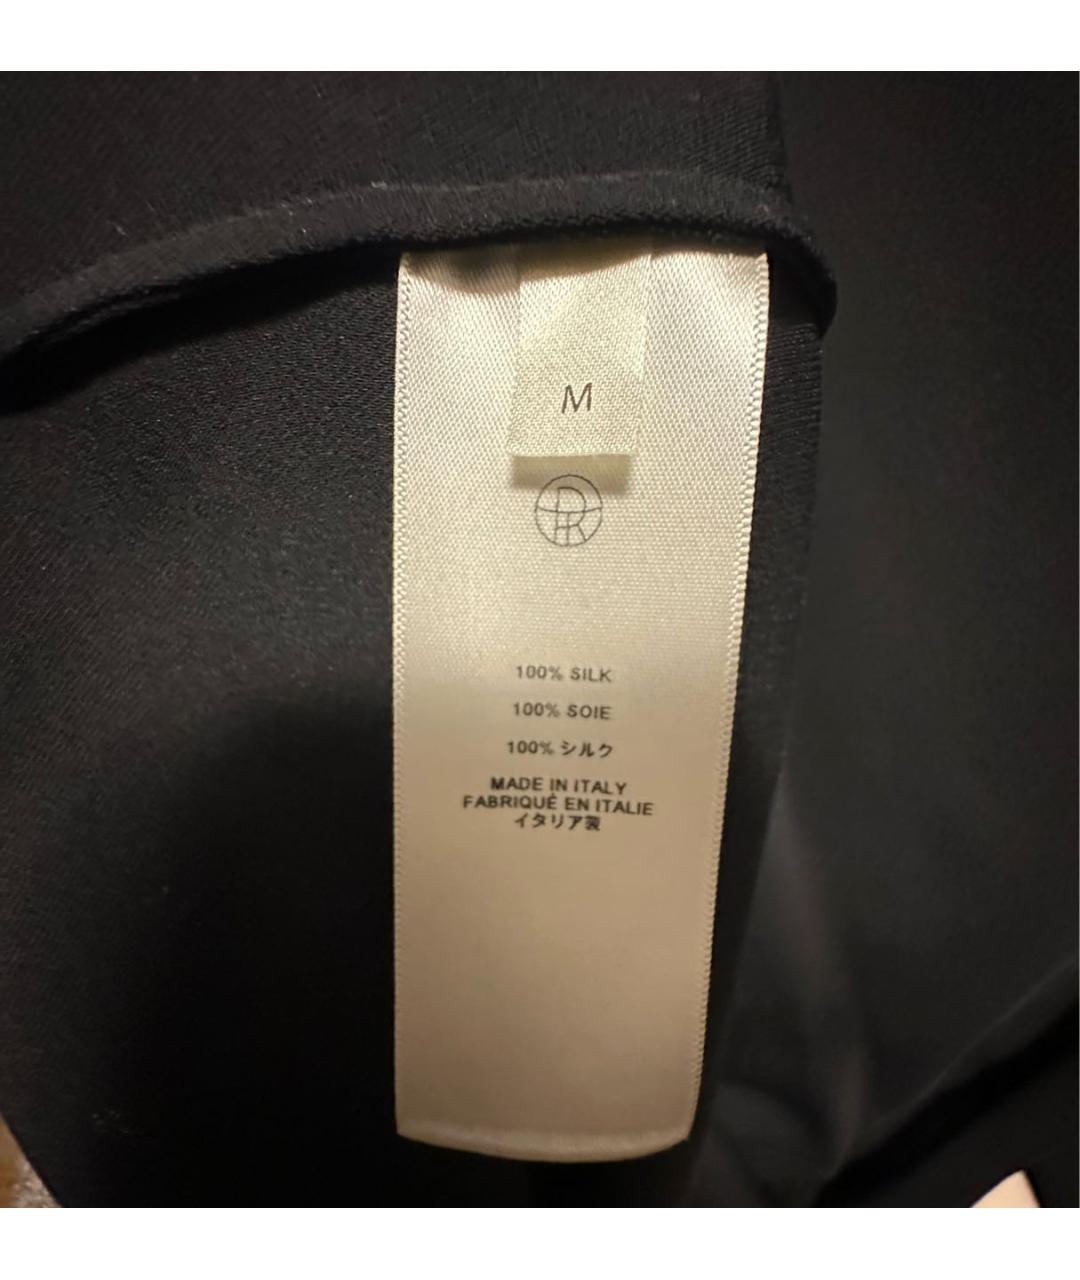 M
100% SILK
100% SOIE
100% シルク
MADE IN ITALY
FABRIQUÉ EN ITALIE
イタリア製